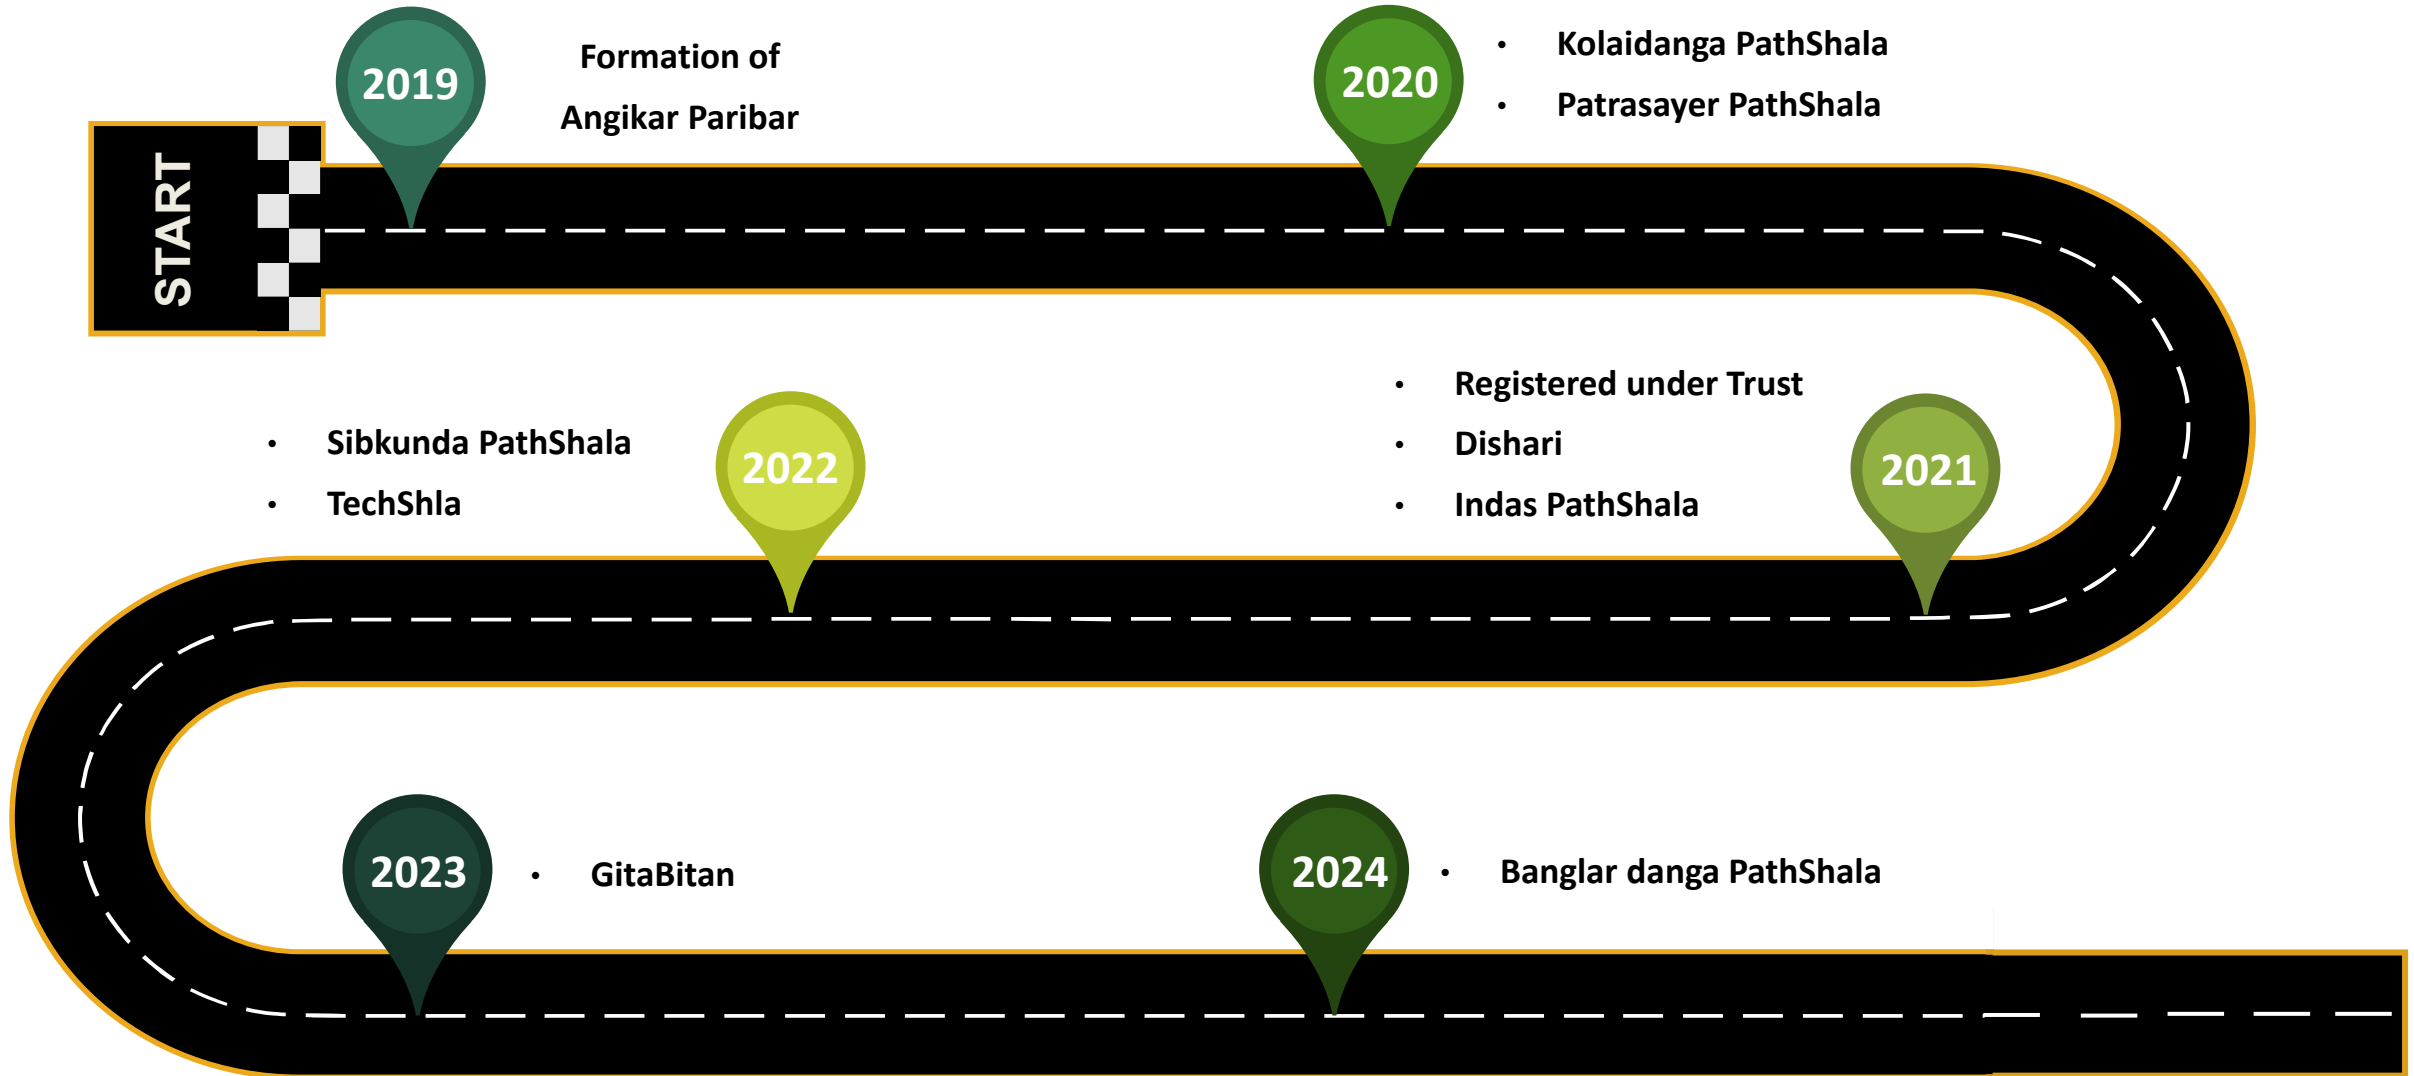 START
2019
Formation of
Angikar Paribar
2020
• Kolaidanga PathShala
• Patrasayer PathShala
• Registered under Trust
• Dishari
• Indas PathShala
2021
• Sibkunda PathShala
• TechShla
2022
2023
• GitaBitan
2024
• Banglar danga PathShala